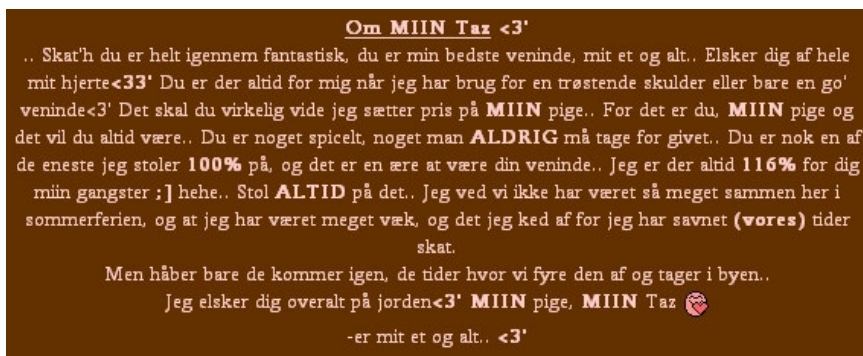 Om MIIN Taz <3'
.. Skat'h du er helt igennem fantastisk, du er min bedste veninde, mit et og alt.. Elsker dig af hele
mit hjerte<33' Du er der altid for mig når jeg har brug for en trøstende skulder eller bare en go'
veninde<3' Det skal du virkelig vide jeg sætter pris på MIIN pige.. For det er du, MIIN pige og
det vil du altid være.. Du er noget spicelt, noget man ALDRIG må tage for givet.. Du er nok en af
de eneste jeg stoler 100% på, og det er en ære at være din veninde.. Jeg er der altid 116% for dig
miin gangster ;] hehe.. Stol ALTID på det.. Jeg ved vi ikke har været så meget sammen her i
sommerferien, og at jeg har været meget væk, og det jeg ked af for jeg har savnet (vores) tider
skat.
Men håber bare de kommer igen, de tider hvor vi fyre den af og tager i byen..
Jeg elsker dig overalt på jorden<3' MIIN pige, MIIN Taz
-er mit et og alt.. <3'